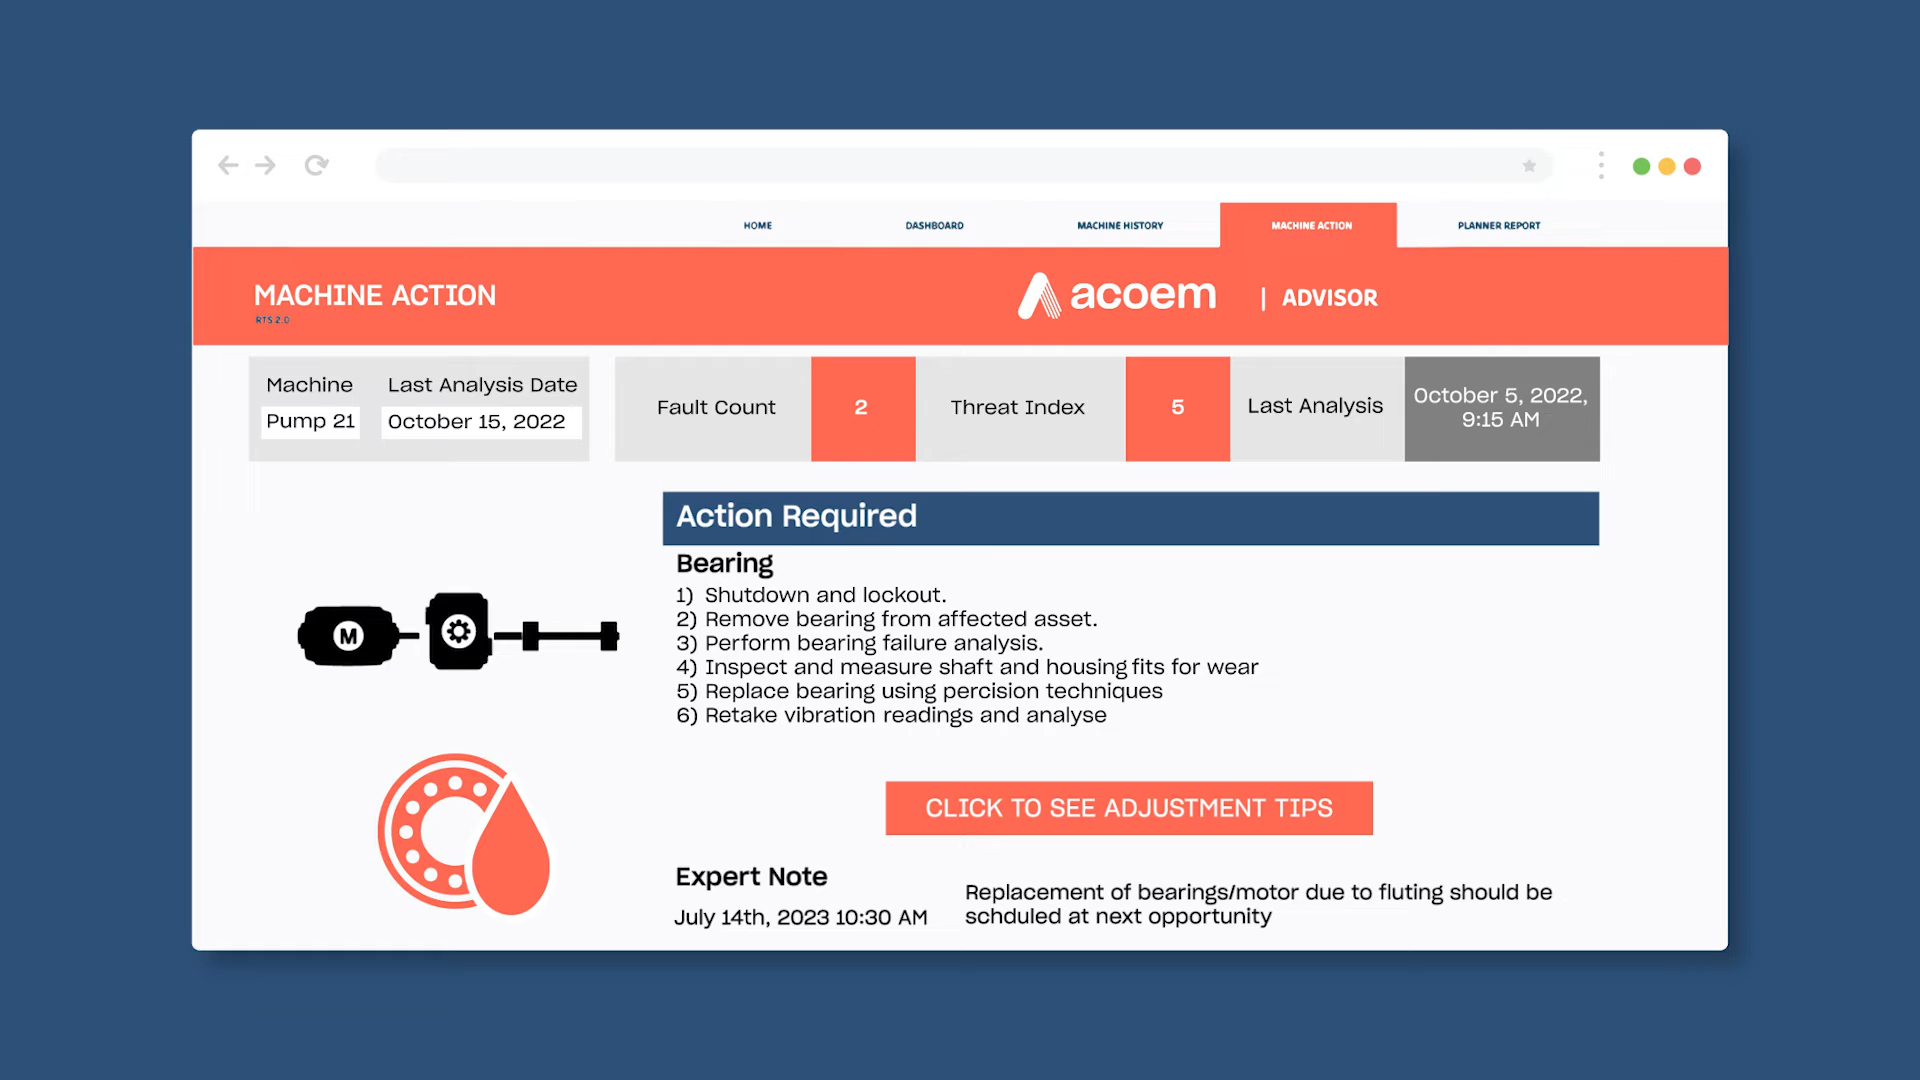 HOME DASHBOARD MACHINE HISTORY MACHINE ACTION PLANNER REPORT
MACHINE ACTION
RTS 2.0
acoem | ADVISOR
Machine Last Analysis Date
Pump 21 October 15, 2022
Fault Count 2 Threat Index 5 Last Analysis
October 5, 2022,
9:15 AM
Action Required
Bearing
1) Shutdown and lockout.
2) Remove bearing from affected asset.
3) Perform bearing failure analysis.
4) Inspect and measure shaft and housing fits for wear
5) Replace bearing using percision techniques
6) Retake vibration readings and analyse
M
CLICK TO SEE ADJUSTMENT TIPS
Expert Note
July 14th, 2023 10:30 AM
Replacement of bearings/motor due to fluting should be
schduled at next opportunity